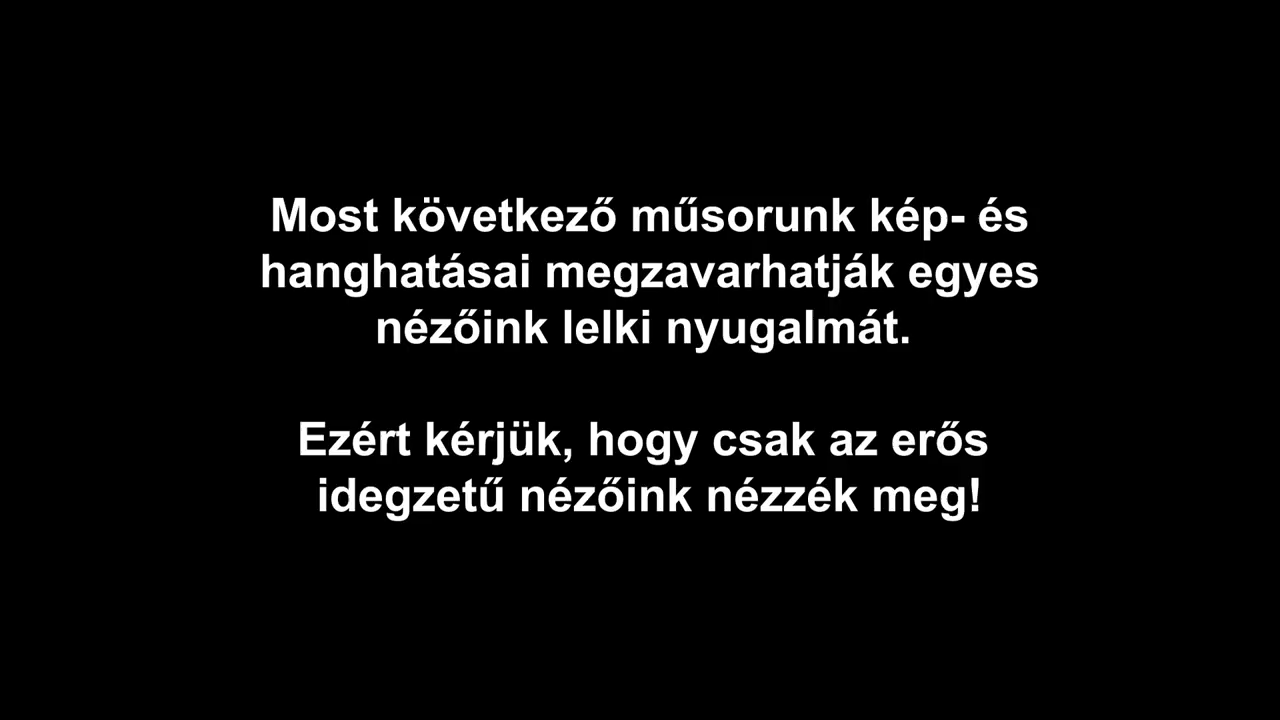 Most következő műsorunk kép- és
hanghatásai megzavarhatják egyes
nézőink lelki nyugalmát.
Ezért kérjük, hogy csak az erős
idegzetű nézőink nézzék meg!